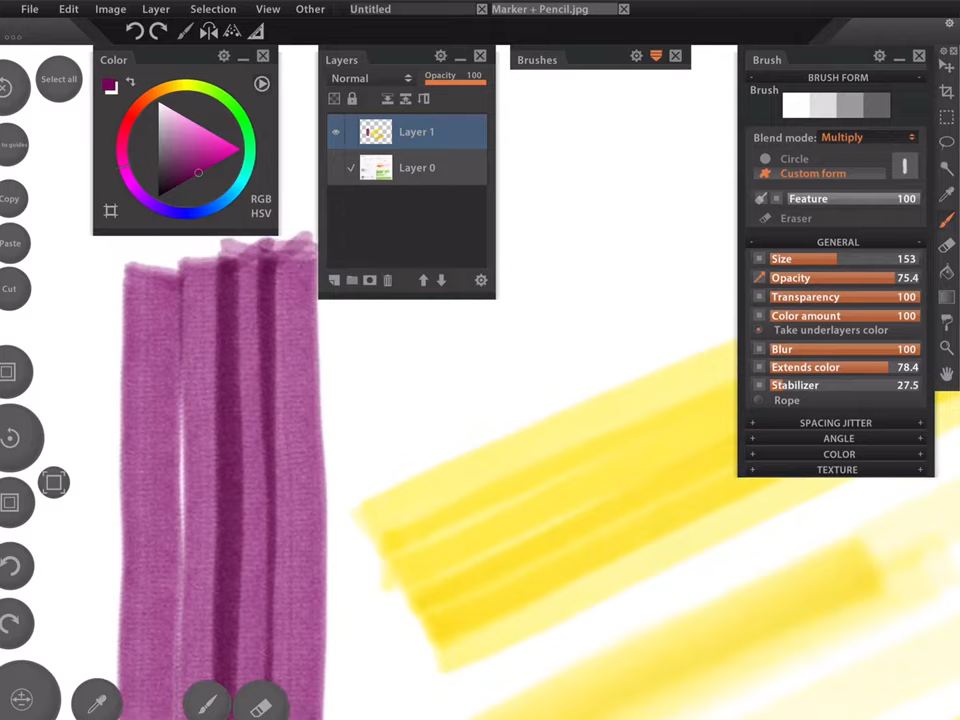 File Edit Image Layer Selection View Other Untitled Marker + Pencil.jpg
Select all
to guides
Copy
Paste
Cut
Color
RGB
HSV
Layers
Normal Opacity 100
Layer 1
Layer 0
Brushes
Brush
- BRUSH FORM -
Brush
Blend mode: Multiply
Circle
Custom form
Feature 100
Eraser
- GENERAL -
Size 153
Opacity 75.4
Transparency 100
Color amount 100
Take underlayers color
Blur 100
Extends color 78.4
Stabilizer 27.5
Rope
+ SPACING JITTER +
+ ANGLE +
+ COLOR +
+ TEXTURE +